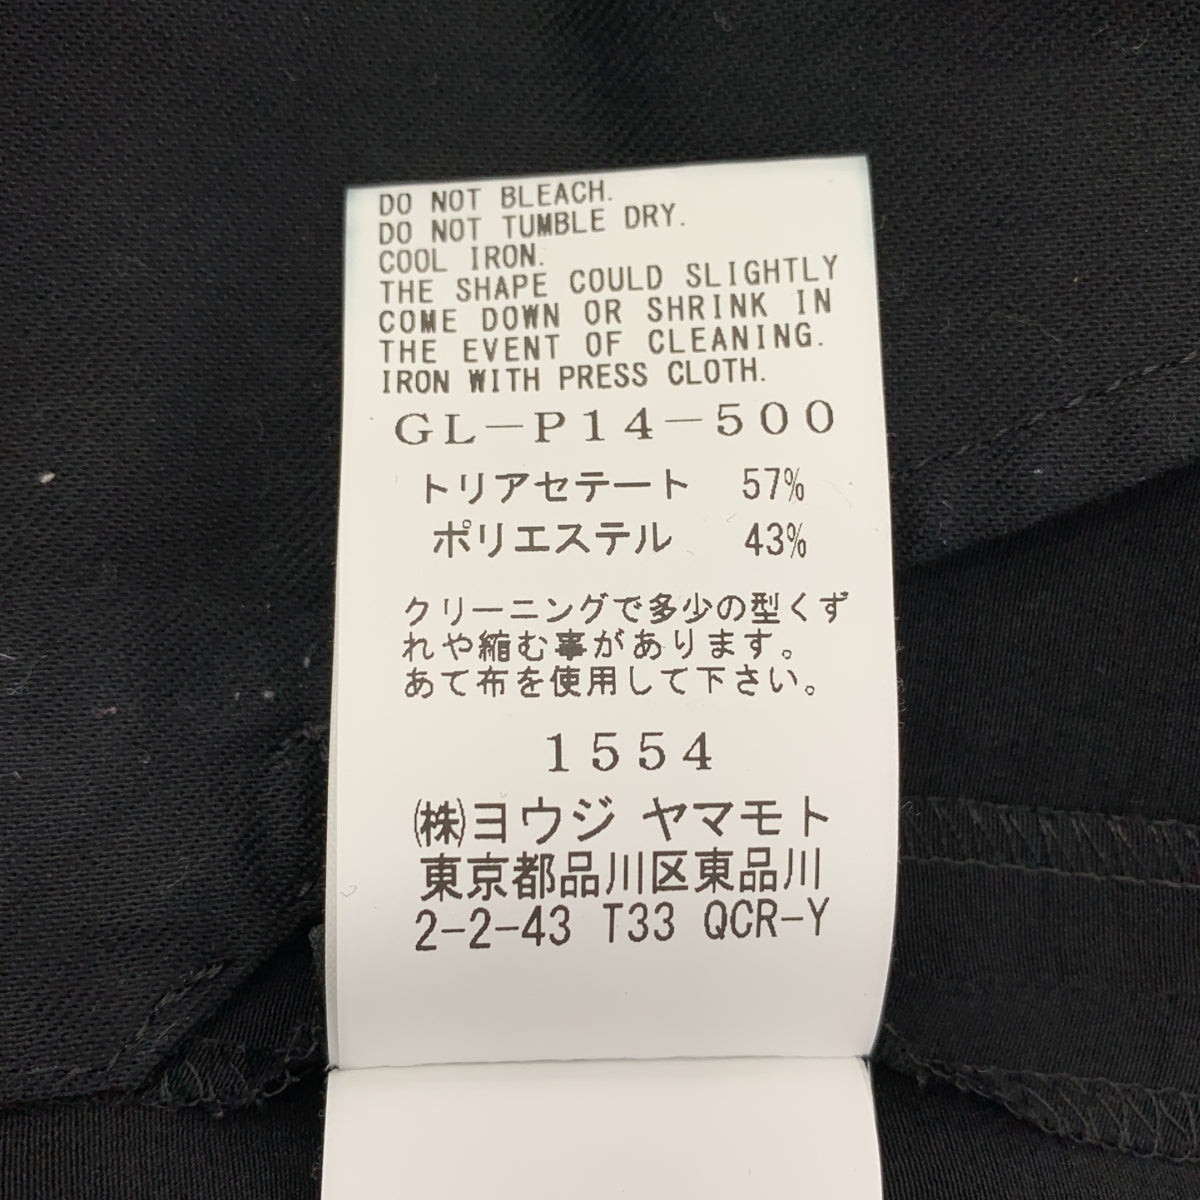 DO NOT BLEACH.
DO NOT TUMBLE DRY.
COOL IRON.
THE SHAPE COULD SLIGHTLY
COME DOWN OR SHRINK IN
THE EVENT OF CLEANING.
IRON WITH PRESS CLOTH.
GL-P14-500
トリアセテート 57%
ポリエステル 43%
クリーニングで多少の型くず
れや縮む事があります。
あて布を使用して下さい。
1554
㈱ヨウジ ヤマモト
東京都品川区東品川
2-2-43 T33 QCR-Y